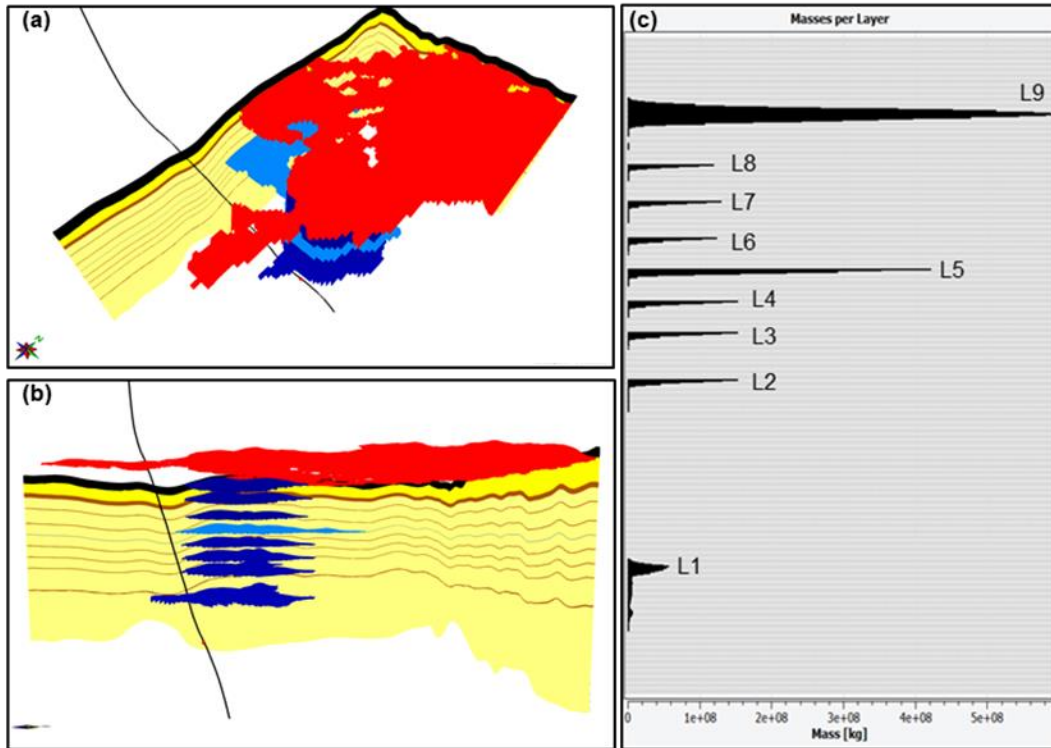 (a)
N
(b)
(c)
Masses per Layer
L9
L8
L7
L6
L5
L4
L3
L2
L1
0 1e+08 2e+08 3e+08 4e+08 5e+08
Mass [kg]